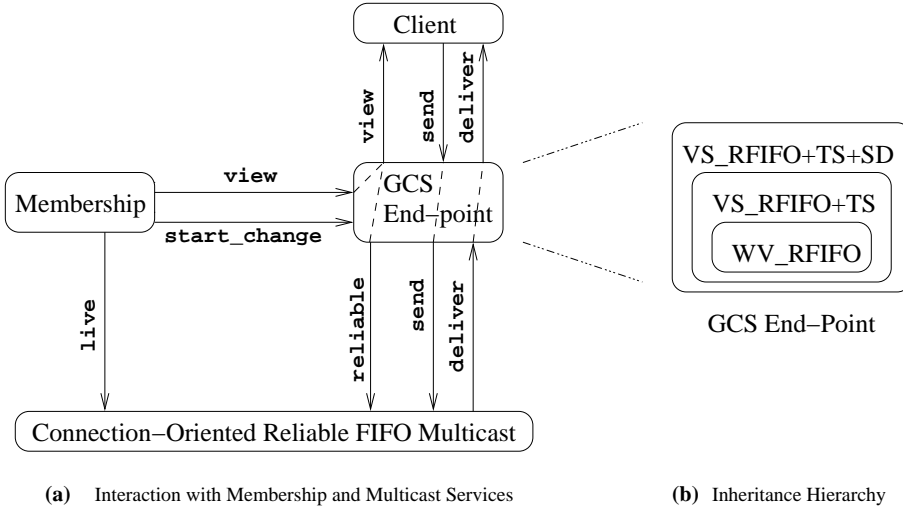 Client
view
send
deliver
view
Membership
start_change
GCS
End-point
live
reliable
send
deliver
Connection-Oriented Reliable FIFO Multicast
VS_RFIFO+TS+SD
VS_RFIFO+TS
WV_RFIFO
GCS End-Point
(a) Interaction with Membership and Multicast Services
(b) Inheritance Hierarchy